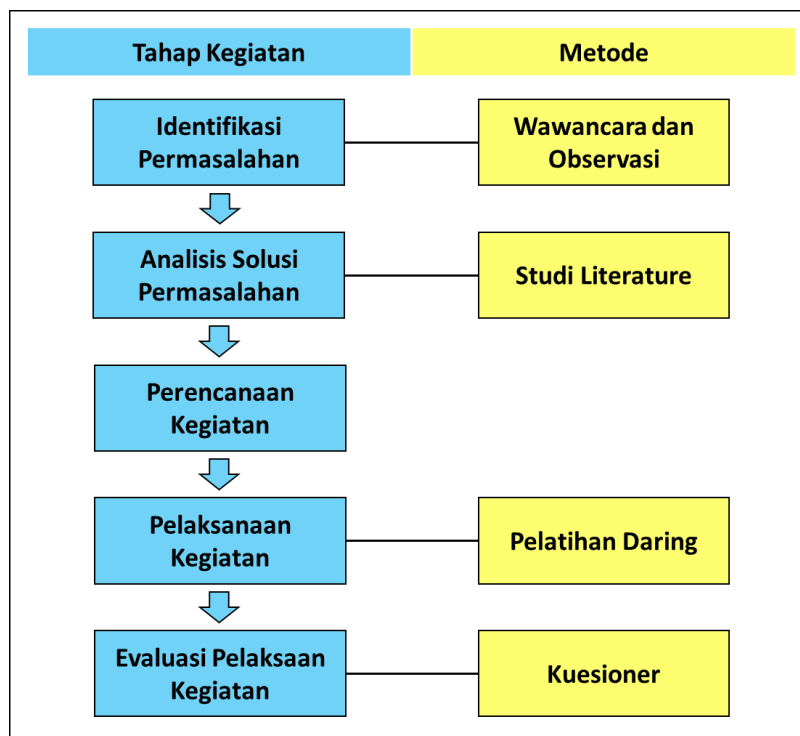 Tahap Kegiatan
Metode
Identifikasi
Permasalahan
Wawancara dan
Observasi
Analisis Solusi
Permasalahan
Studi Literature
Perencanaan
Kegiatan
Pelaksanaan
Kegiatan
Pelatihan Daring
Evaluasi Pelaksaan
Kegiatan
Kuesioner